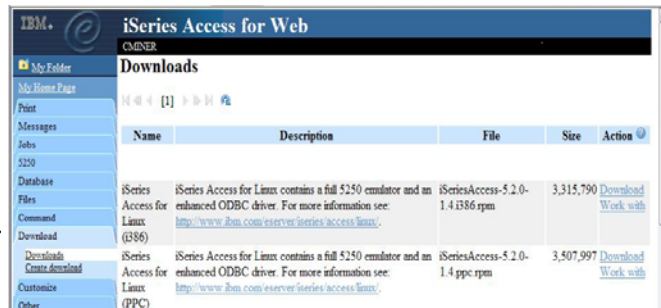 IBM.
iSeries Access for Web
CMINER
My Folder
My Home Page
Print
Messages
Jobs
5250
Database
Files
Command
Download
Downloads
Create download
Customize
Other
Downloads
[1]
Name Description File Size Action
iSeries Access for Linux (i386)
iSeries Access for Linux contains a full 5250 emulator and an
enhanced ODBC driver. For more information see:
http://www.ibm.com/eserver/iseries/access/linux/.
iSeriesAccess-5.2.0-
1.4.i386.rpm
3,315,790
Download
Work with
iSeries Access for Linux (PPC)
iSeries Access for Linux contains a full 5250 emulator and an
enhanced ODBC driver. For more information see:
http://www.ibm.com/eserver/iseries/access/linux/.
iSeriesAccess-5.2.0-
1.4.ppc.rpm
3,507,997
Download
Work with